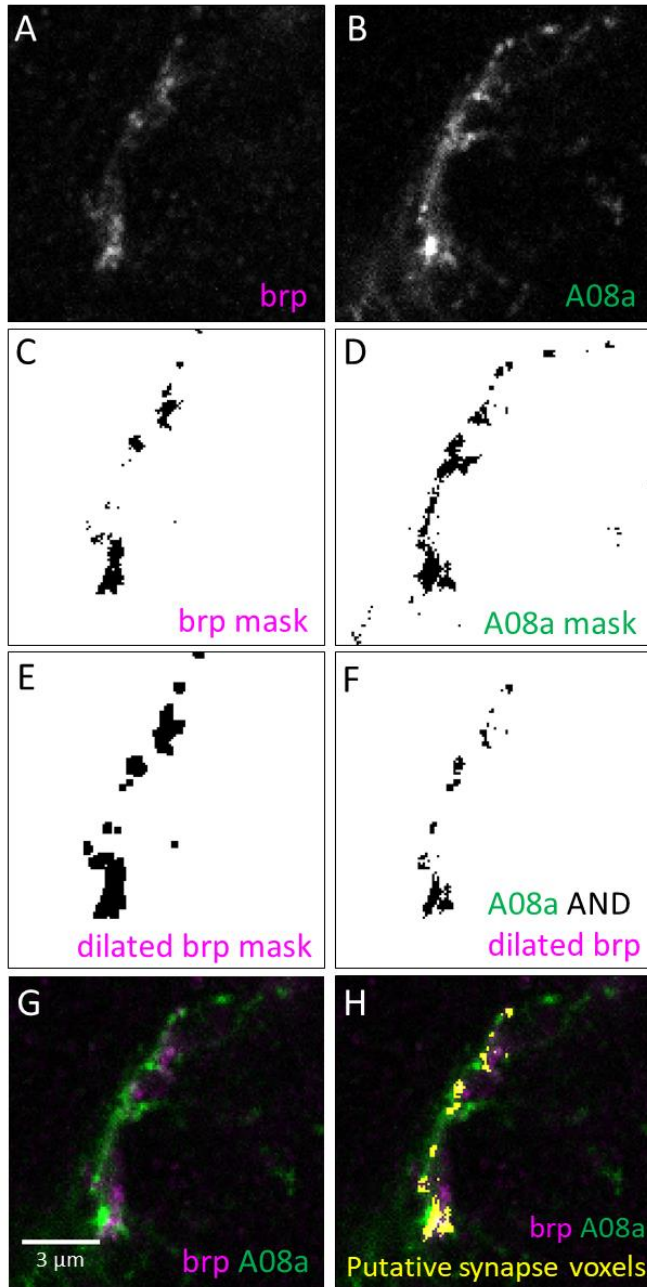 A
brp
B
A08a
C
brp mask
D
A08a mask
E
dilated brp mask
F
A08a AND
dilated brp
G
3 µm
brp A08a
H
brp A08a
Putative synapse voxels